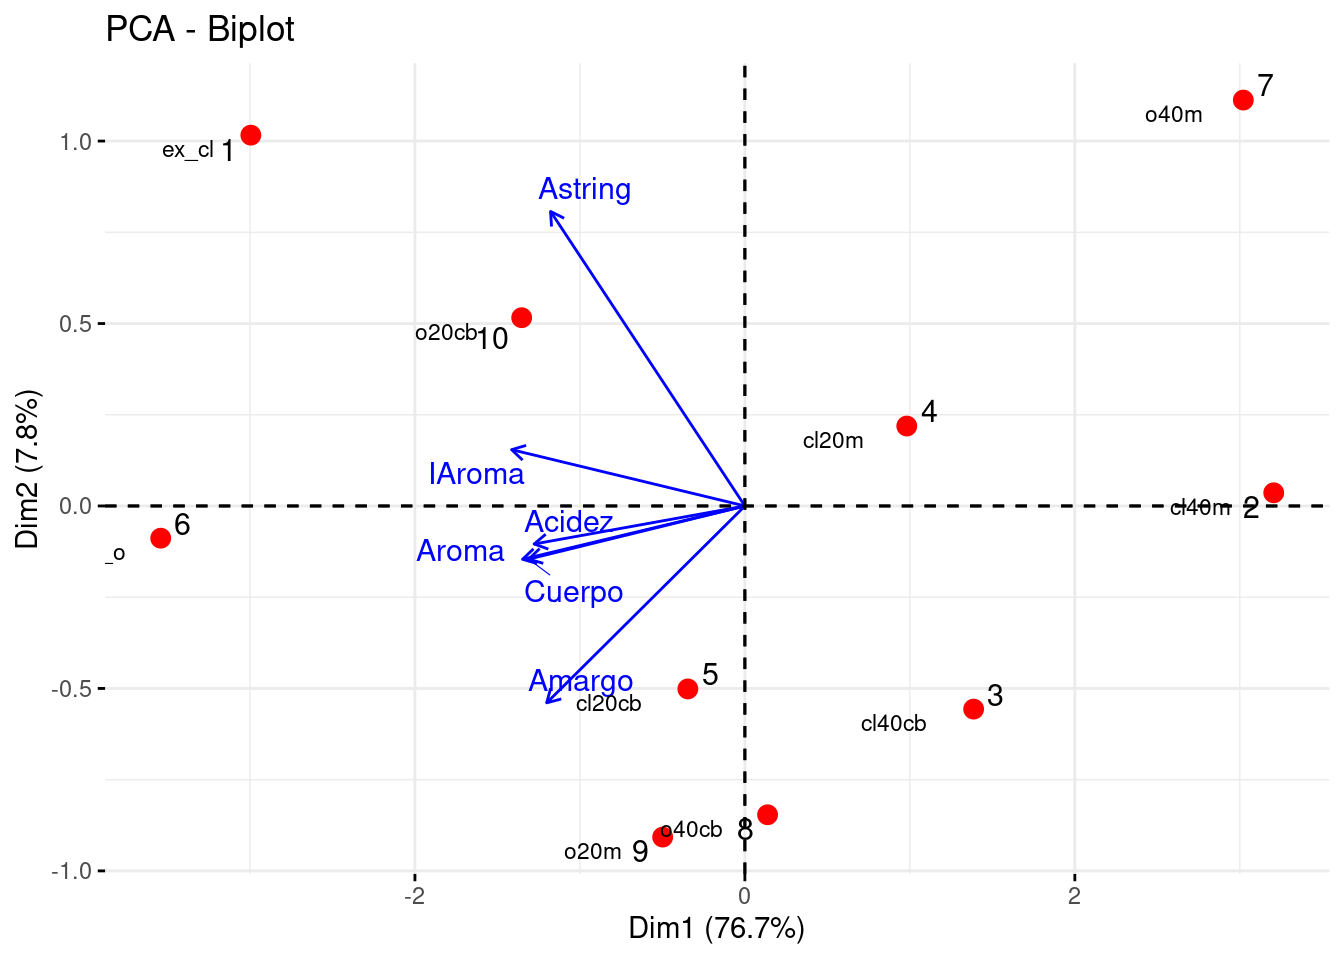 PCA - Biplot
7
o40m
1.0
ex_cl 1
Astring
0.5
o20cb 10
4
cl20m
IAroma
0.0
cl40m 2
6
Acidez
_o
Aroma
Cuerpo
-0.5
Amargo
5
cl20cb
3
cl40cb
o40cb 8
o20m 9
-1.0
-2 0 2
Dim1 (76.7%)
Dim2 (7.8%)